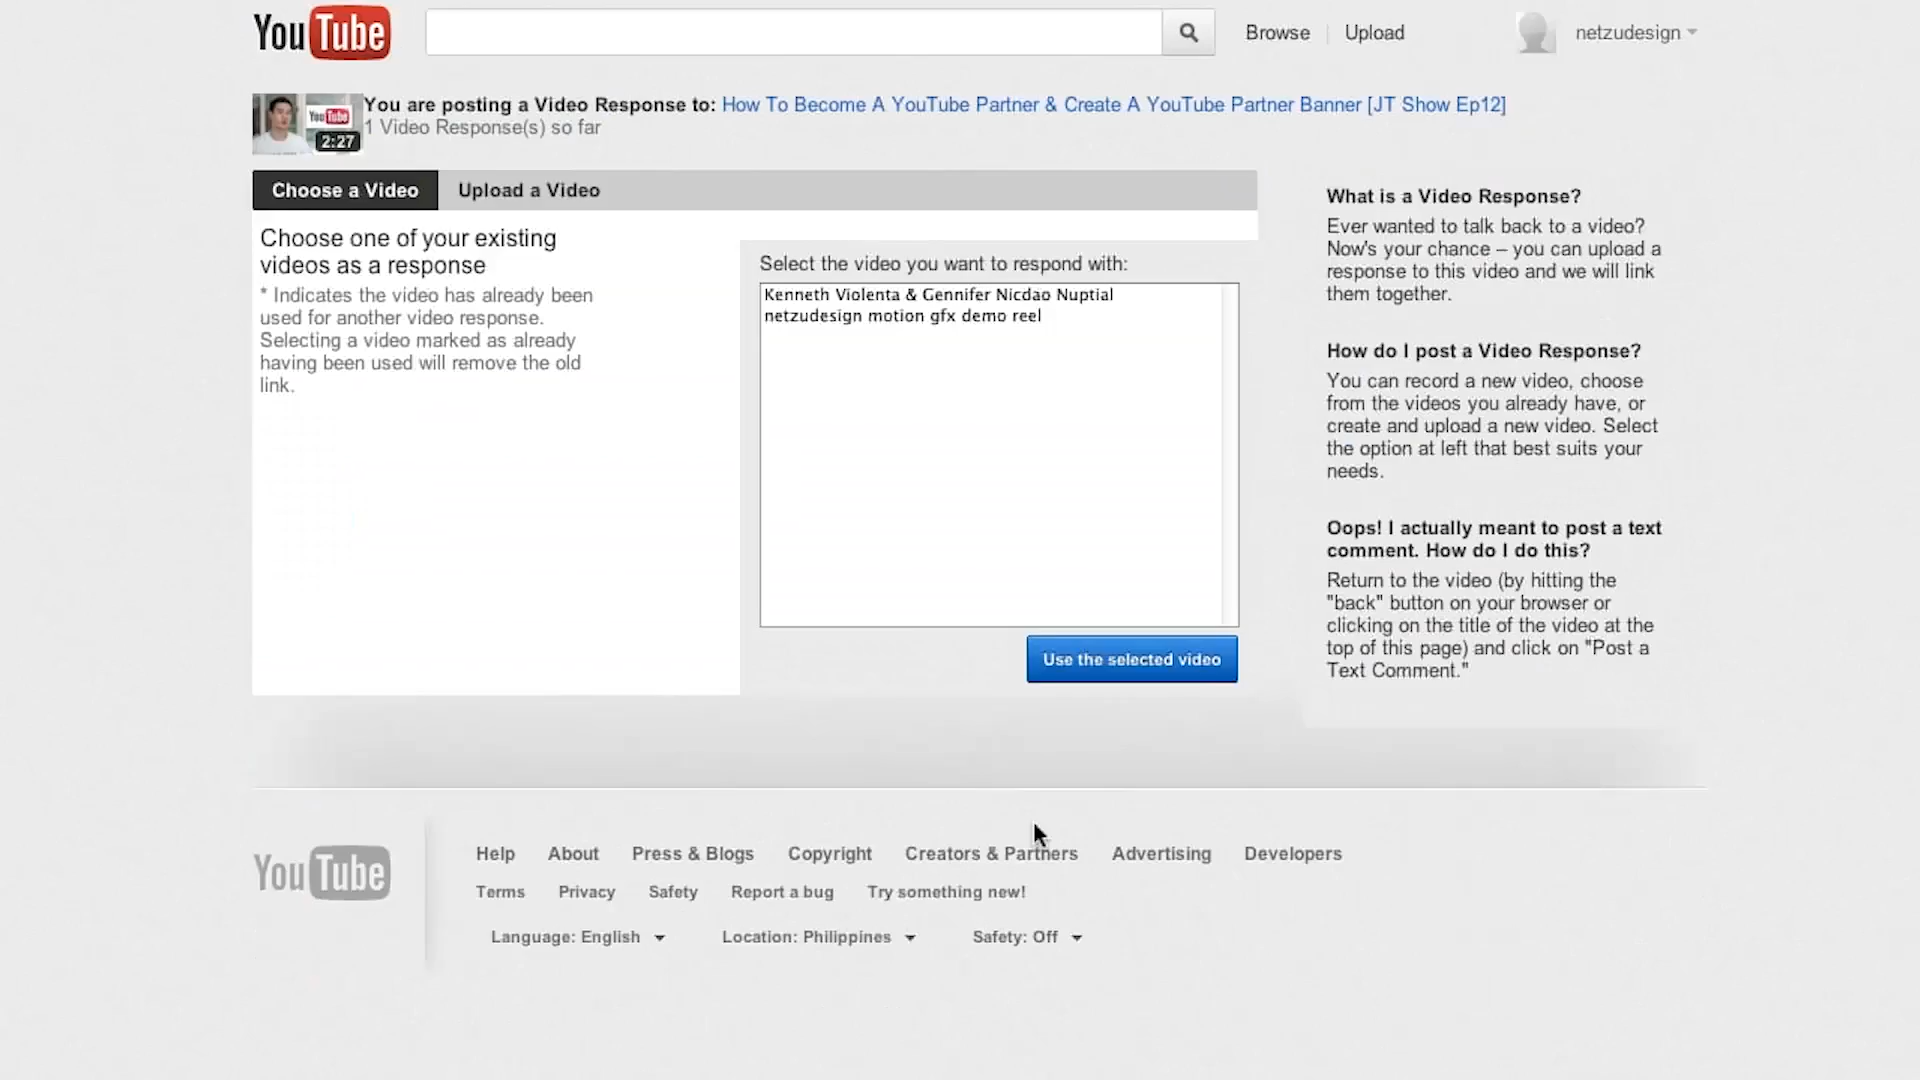 YouTube
Browse
Upload
netzudesign
You are posting a Video Response to: How To Become A YouTube Partner & Create A YouTube Partner Banner [JT Show Ep12]
1 Video Response(s) so far
YouTube
2:27
Choose a Video
Upload a Video
Choose one of your existing
videos as a response
* Indicates the video has already been
used for another video response.
Selecting a video marked as already
having been used will remove the old
link.
Select the video you want to respond with:
Kenneth Violenta & Gennifer Nicdao Nuptial
netzudesign motion gfx demo reel
Use the selected video
What is a Video Response?
Ever wanted to talk back to a video?
Now's your chance – you can upload a
response to this video and we will link
them together.
How do I post a Video Response?
You can record a new video, choose
from the videos you already have, or
create and upload a new video. Select
the option at left that best suits your
needs.
Oops! I actually meant to post a text
comment. How do I do this?
Return to the video (by hitting the
"back" button on your browser or
clicking on the title of the video at the
top of this page) and click on "Post a
Text Comment."
YouTube
Help About Press & Blogs Copyright Creators & Partners Advertising Developers
Terms Privacy Safety Report a bug Try something new!
Language: English Location: Philippines Safety: Off